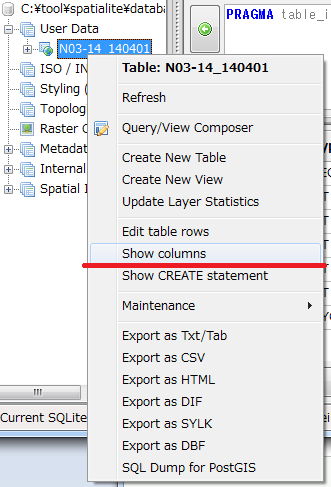 C:¥tool¥spatialite¥databa
PRAGMA table_i
User Data
N03-14_140401
ISO / IN
Styling (
Topolog
Raster C
Metadat
Internal
Spatial I
Table: N03-14_140401
Refresh
Query/View Composer
Create New Table
Create New View
Update Layer Statistics
Edit table rows
Show columns
Show CREATE statement
Maintenance
Export as Txt/Tab
Export as CSV
Export as HTML
Export as DIF
Export as SYLK
Export as DBF
SQL Dump for PostGIS
Current SQLite